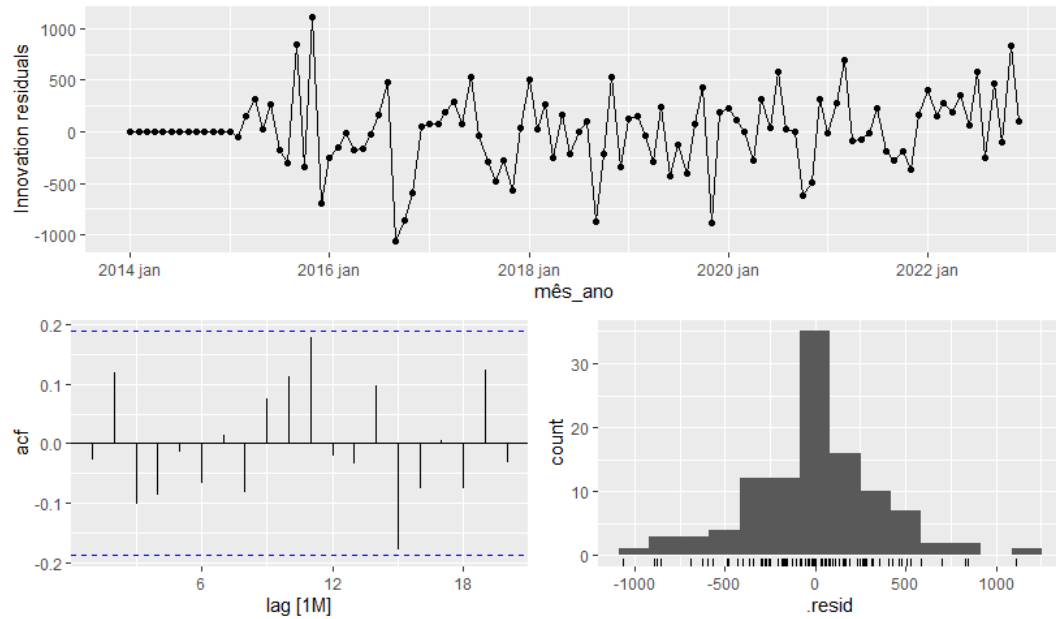 1000
500
0
-500
-1000
Innovation residuals
2014 jan
2016 jan
2018 jan
2020 jan
2022 jan
mês_ano
0.2
0.1
0.0
-0.1
-0.2
acf
6
12
18
lag [1M]
30
20
10
0
count
-1000
-500
0
500
1000
.resid